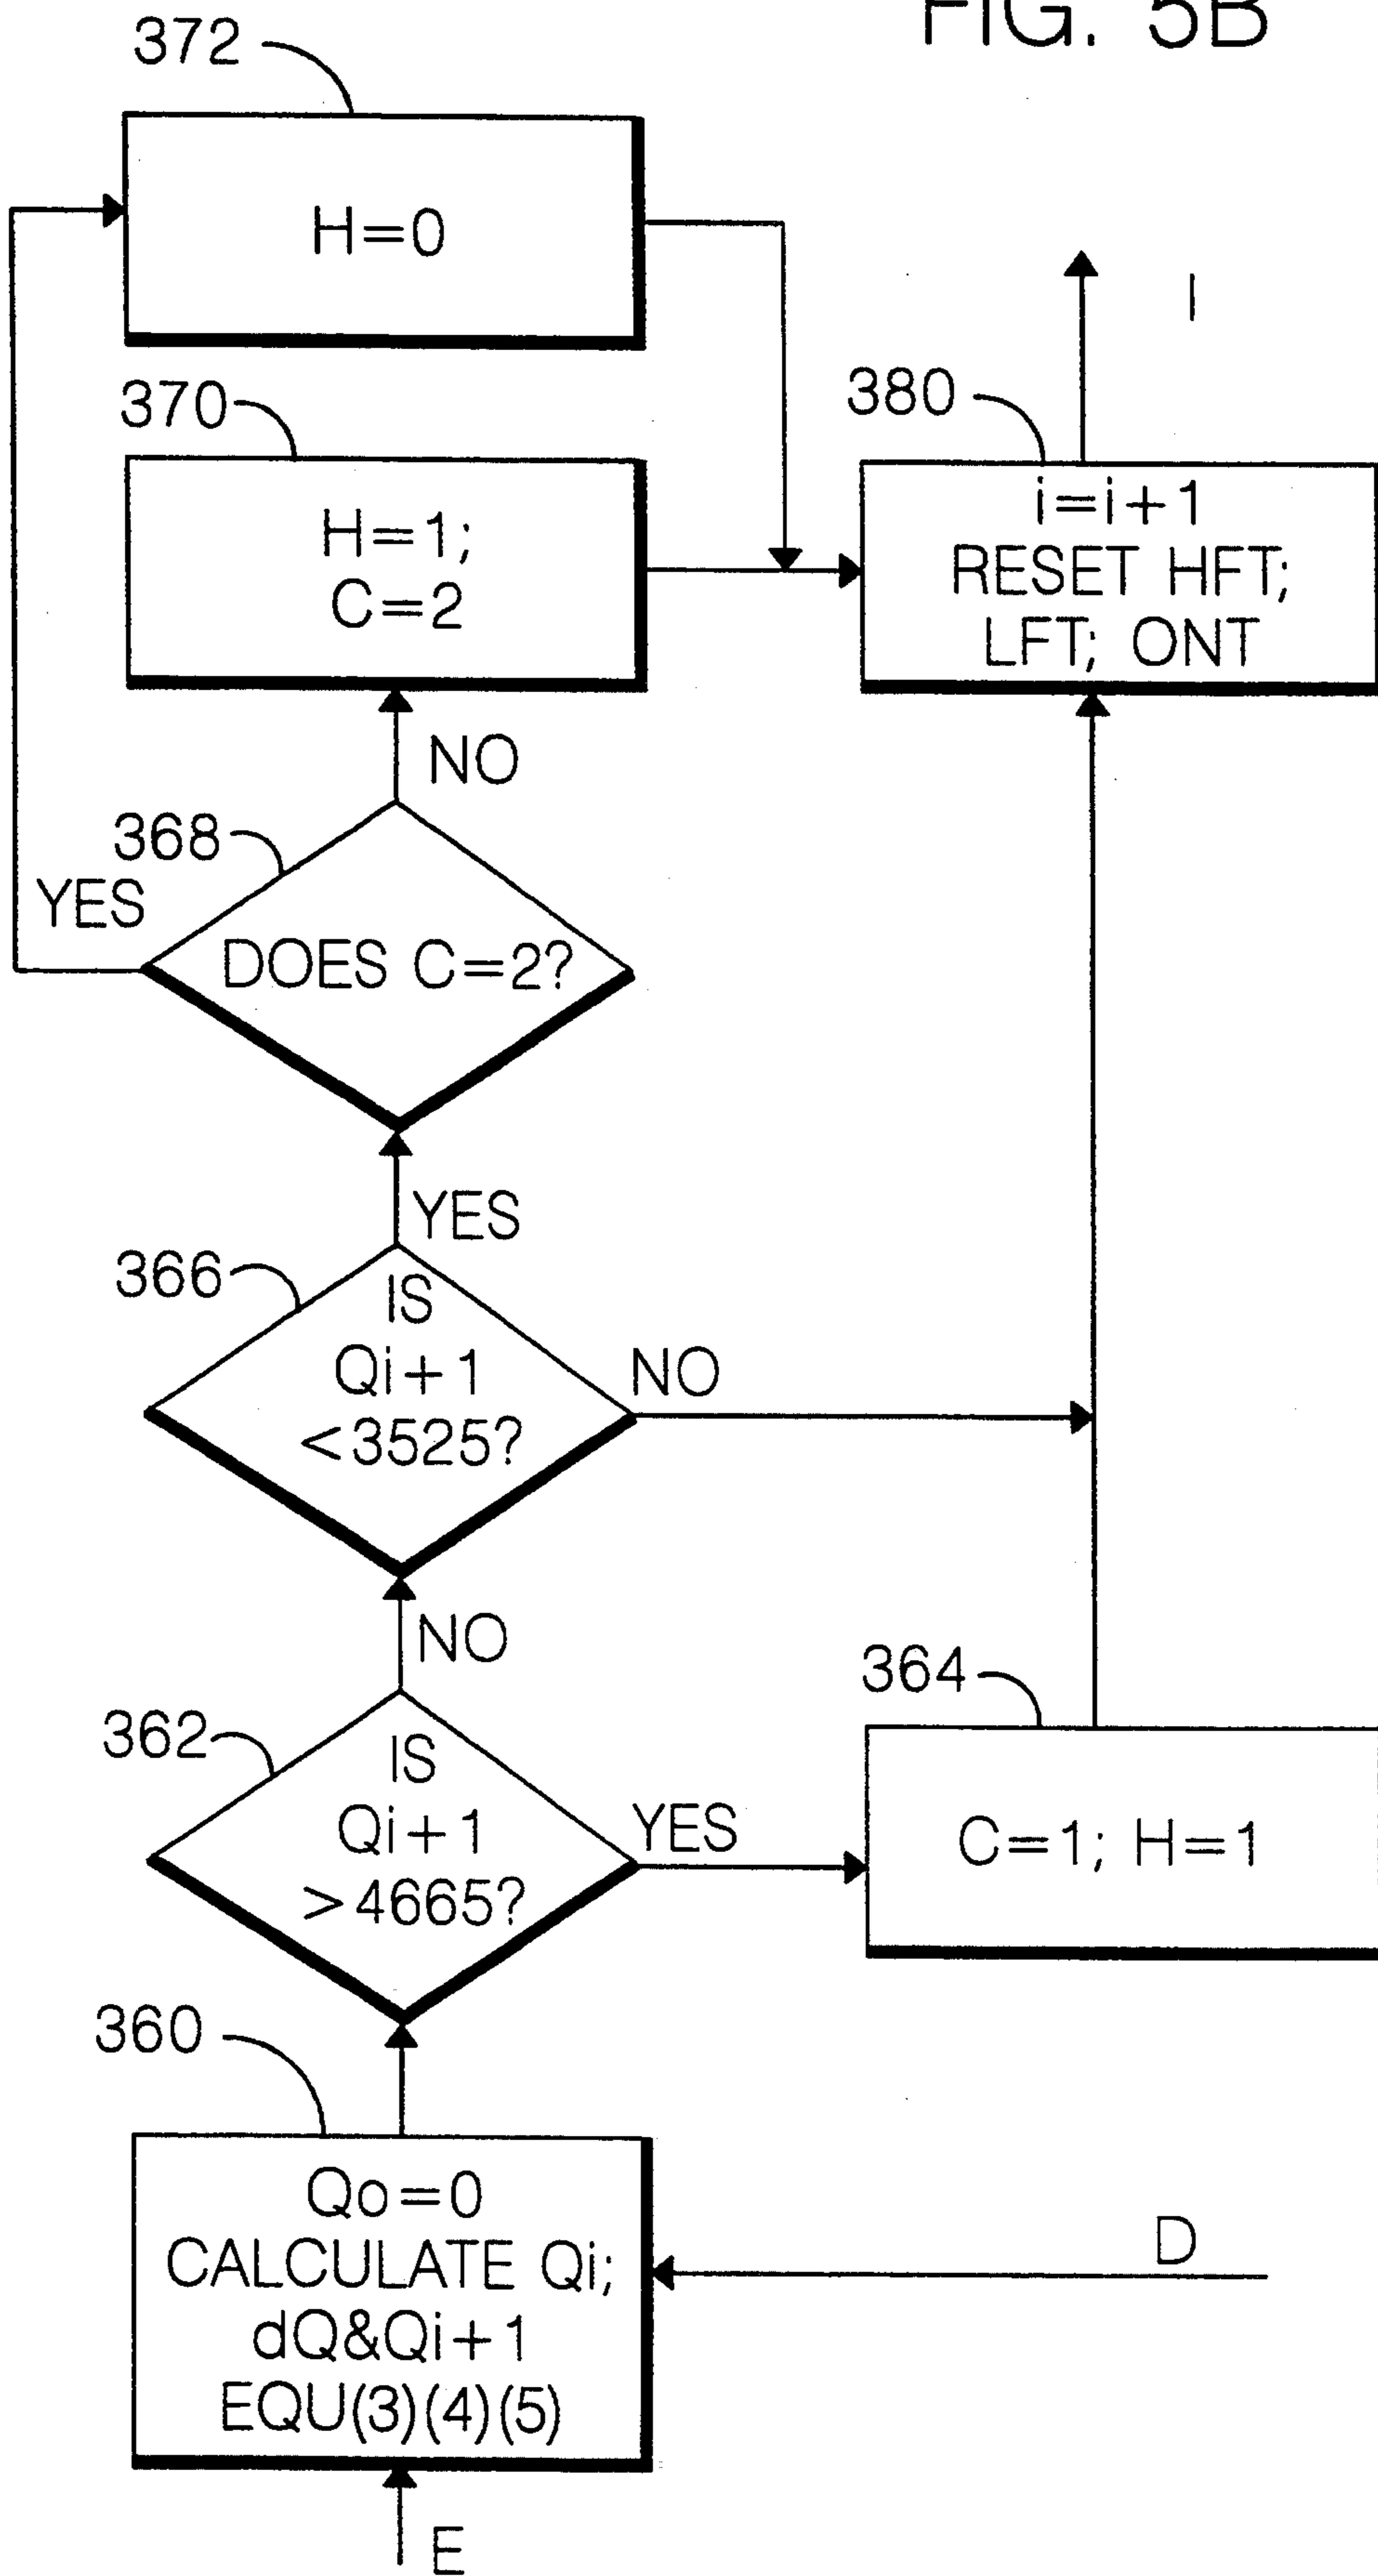 FIG. 5B
372
H=0
I
370
380
H=1;
C=2
i=i+1
RESET HFT;
LFT; ONT
NO
368
YES
DOES C=2?
YES
366
IS
Qi+1
<3525?
NO
NO
364
362
IS
Qi+1
>4665?
YES
C=1; H=1
360
Qo=0
CALCULATE Qi;
dQ&Qi+1
EQU(3)(4)(5)
D
E